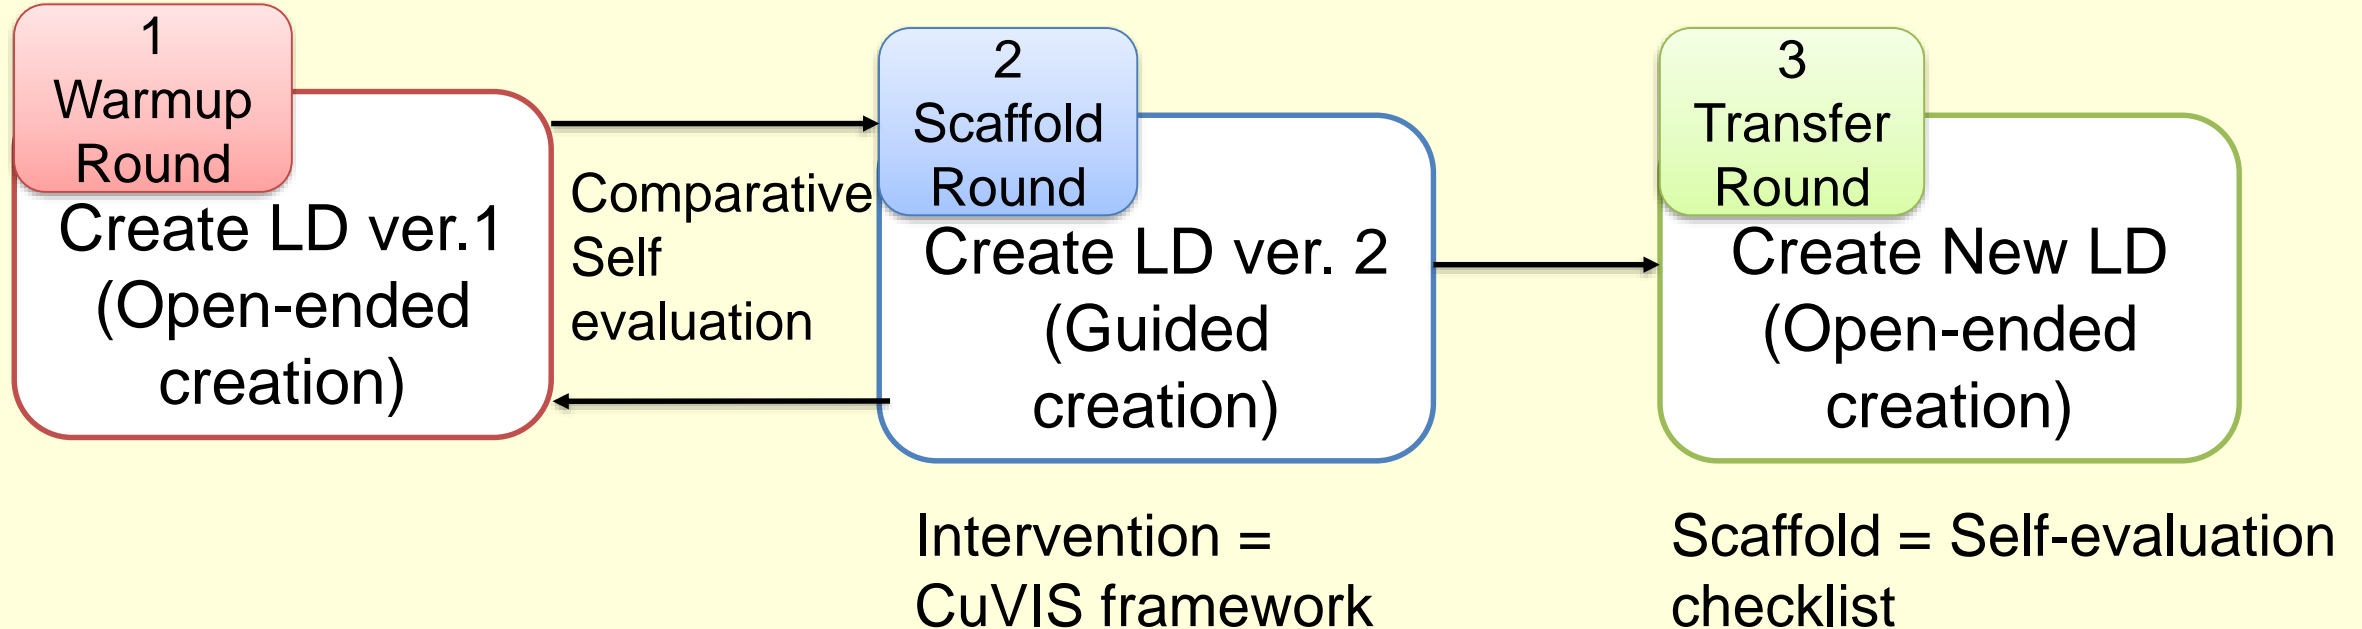 1
Warmup
Round
Create LD ver.1
(Open-ended
creation)
Comparative
Self
evaluation
2
Scaffold
Round
Create LD ver. 2
(Guided
creation)
Intervention =
CuVIS framework
3
Transfer
Round
Create New LD
(Open-ended
creation)
Scaffold = Self-evaluation
checklist